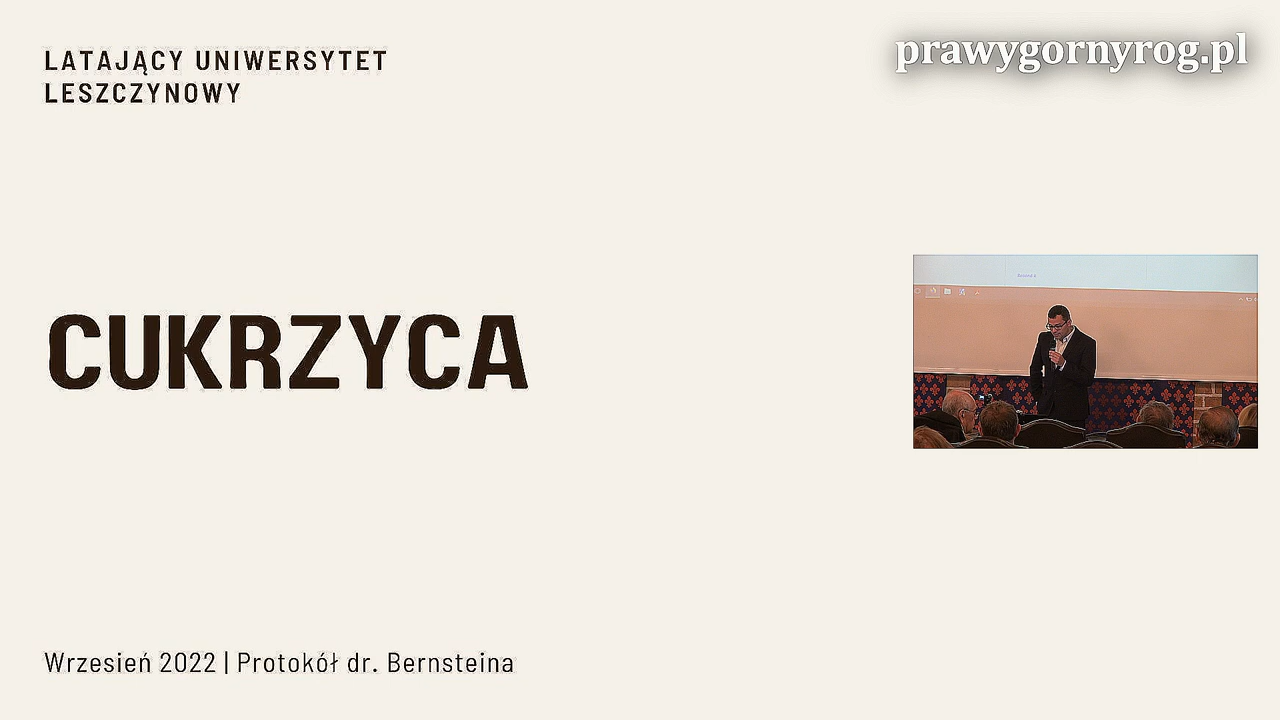 LATAJĄCY UNIWERSYTET
LESZCZYNOWY
prawygornyrog.pl
CUKRZYCA
Wrzesień 2022 | Protokół dr. Bernsteina